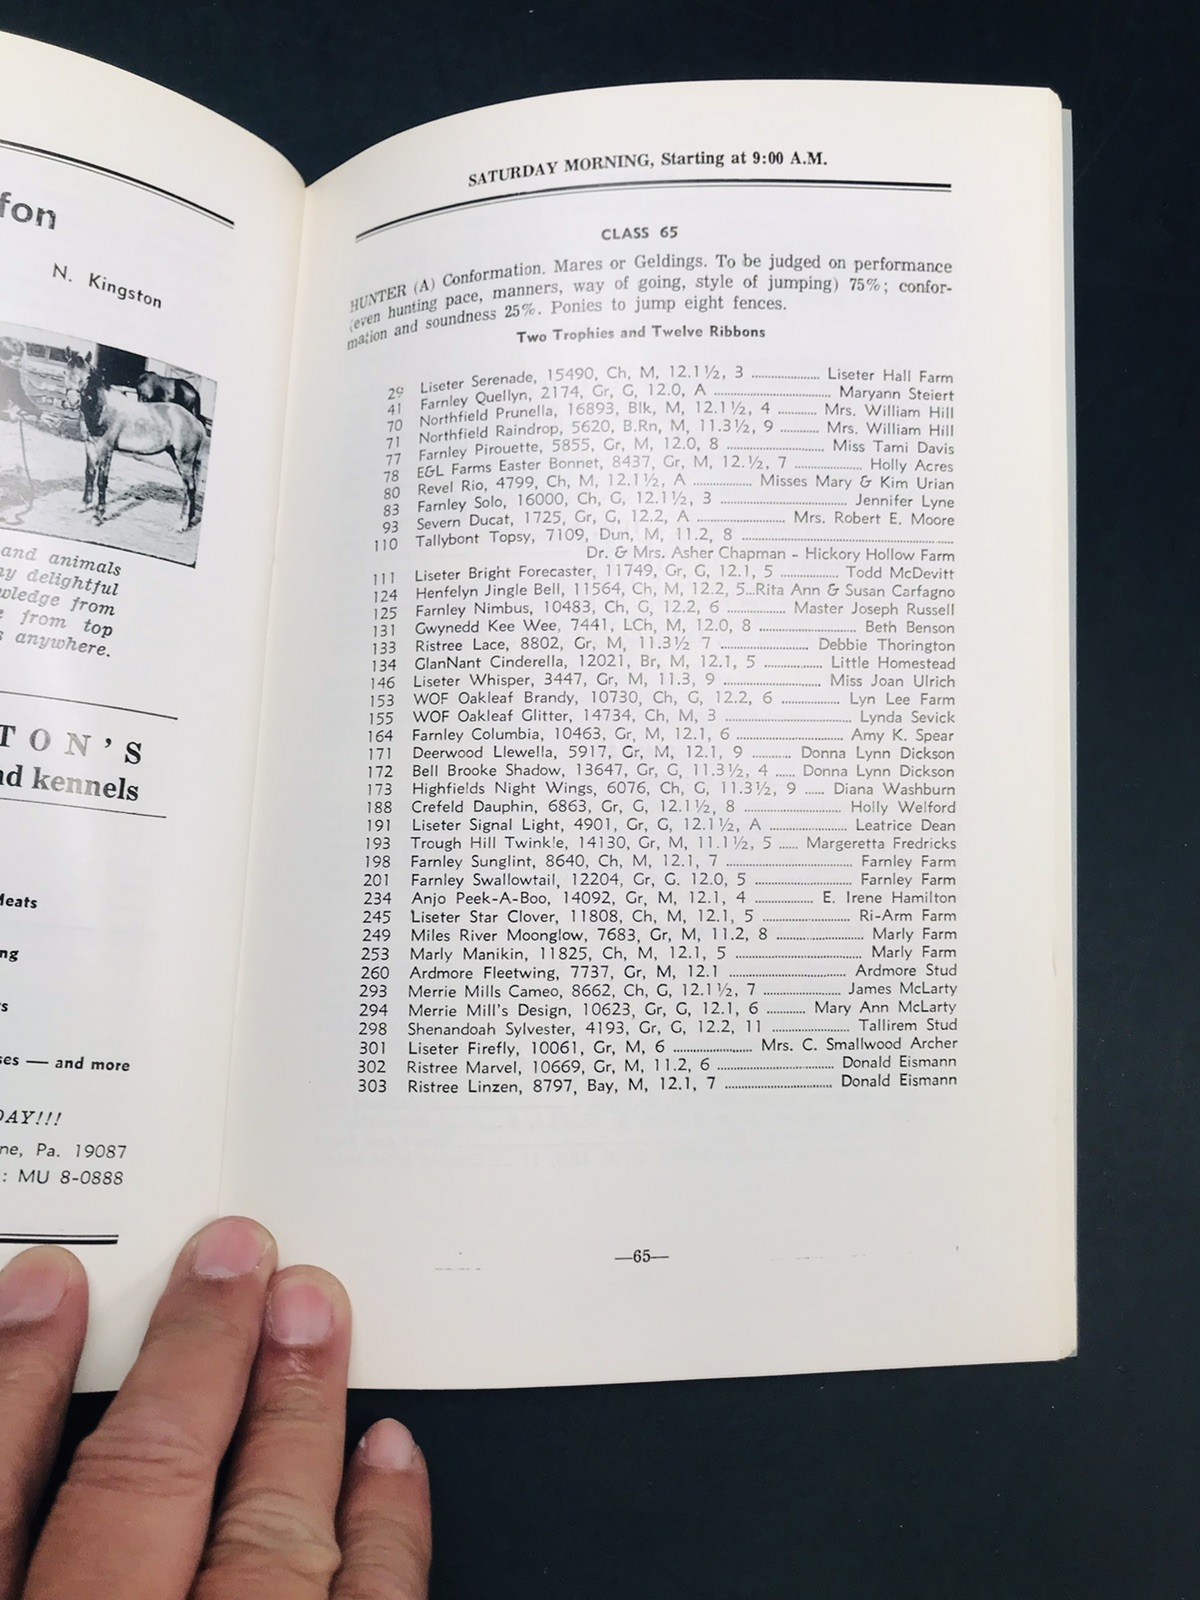 fon
N. Kingston
and animals
ny delightful
wledge from
e from top
s anywhere.
TON'S
nd kennels
Meats
ng
rs
ses — and more
DAY!!!
ne, Pa. 19087
: MU 8-0888
SATURDAY MORNING, Starting at 9:00 A.M.
CLASS 65
HUNTER (A) Conformation. Mares or Geldings. To be judged on performance
(even hunting pace, manners, way of going, style of jumping) 75%; confor-
mation and soundness 25%. Ponies to jump eight fences.
Two Trophies and Twelve Ribbons
29 Liseter Serenade, 15490, Ch, M, 12.1½, 3 .................... Liseter Hall Farm
41 Farnley Quellyn, 2174, Gr, G, 12.0, A .................... Maryann Steiert
70 Northfield Prunella, 16893, Blk, M, 12.1½, 4 ........... Mrs. William Hill
71 Northfield Raindrop, 5620, B.Rn, M, 11.3½, 9 ........... Mrs. William Hill
77 Farnley Pirouette, 5855, Gr, M, 12.0, 8 .................... Miss Tami Davis
78 E&L Farms Easter Bonnet, 8437, Gr, M, 12.½, 7 .................... Holly Acres
80 Revel Rio, 4799, Ch, M, 12.1½, A ................. Misses Mary & Kim Urian
83 Farnley Solo, 16000, Ch, G, 12.1½, 3 .................... Jennifer Lyne
93 Severn Ducat, 1725, Gr, G, 12.2, A .................... Mrs. Robert E. Moore
110 Tallybont Topsy, 7109, Dun, M, 11.2, 8 ....................
Dr. & Mrs. Asher Chapman - Hickory Hollow Farm
111 Liseter Bright Forecaster, 11749, Gr, G, 12.1, 5 ................. Todd McDevitt
124 Henfelyn Jingle Bell, 11564, Ch, M, 12.2, 5...Rita Ann & Susan Carfagno
125 Farnley Nimbus, 10483, Ch, G, 12.2, 6 ................. Master Joseph Russell
131 Gwynedd Kee Wee, 7441, LCh, M, 12.0, 8 .................... Beth Benson
133 Ristree Lace, 8802, Gr, M, 11.3½ 7 .................... Debbie Thorington
134 GlanNant Cinderella, 12021, Br, M, 12.1, 5 ................. Little Homestead
146 Liseter Whisper, 3447, Gr, M, 11.3, 9 .................... Miss Joan Ulrich
153 WOF Oakleaf Brandy, 10730, Ch, G, 12.2, 6 ................. Lyn Lee Farm
155 WOF Oakleaf Glitter, 14734, Ch, M, 3 .................... Lynda Sevick
164 Farnley Columbia, 10463, Gr, M, 12.1, 6 .................... Amy K. Spear
171 Deerwood Llewella, 5917, Gr, M, 12.1, 9 ........... Donna Lynn Dickson
172 Bell Brooke Shadow, 13647, Gr, G, 11.3½, 4 ...... Donna Lynn Dickson
173 Highfields Night Wings, 6076, Ch, G, 11.3½, 9 ...... Diana Washburn
188 Crefeld Dauphin, 6863, Gr, G, 12.1½, 8 .................... Holly Welford
191 Liseter Signal Light, 4901, Gr, G, 12.1½, A .................... Leatrice Dean
193 Trough Hill Twinkle, 14130, Gr, M, 11.1½, 5 ...... Margeretta Fredricks
198 Farnley Sunglint, 8640, Ch, M, 12.1, 7 .................... Farnley Farm
201 Farnley Swallowtail, 12204, Gr, G. 12.0, 5 .................... Farnley Farm
234 Anjo Peek-A-Boo, 14092, Gr, M, 12.1, 4 ................. E. Irene Hamilton
245 Liseter Star Clover, 11808, Ch, M, 12.1, 5 .................... Ri-Arm Farm
249 Miles River Moonglow, 7683, Gr, M, 11.2, 8 .................... Marly Farm
253 Marly Manikin, 11825, Ch, M, 12.1, 5 .................... Marly Farm
260 Ardmore Fleetwing, 7737, Gr, M, 12.1 .................... Ardmore Stud
293 Merrie Mills Cameo, 8662, Ch, G, 12.1½, 7 .................... James McLarty
294 Merrie Mill's Design, 10623, Gr, G, 12.1, 6 ........... Mary Ann McLarty
298 Shenandoah Sylvester, 4193, Gr, G, 12.2, 11 .................... Tallirem Stud
301 Liseter Firefly, 10061, Gr, M, 6 .................... Mrs. C. Smallwood Archer
302 Ristree Marvel, 10669, Gr, M, 11.2, 6 .................... Donald Eismann
303 Ristree Linzen, 8797, Bay, M, 12.1, 7 .................... Donald Eismann
—65—